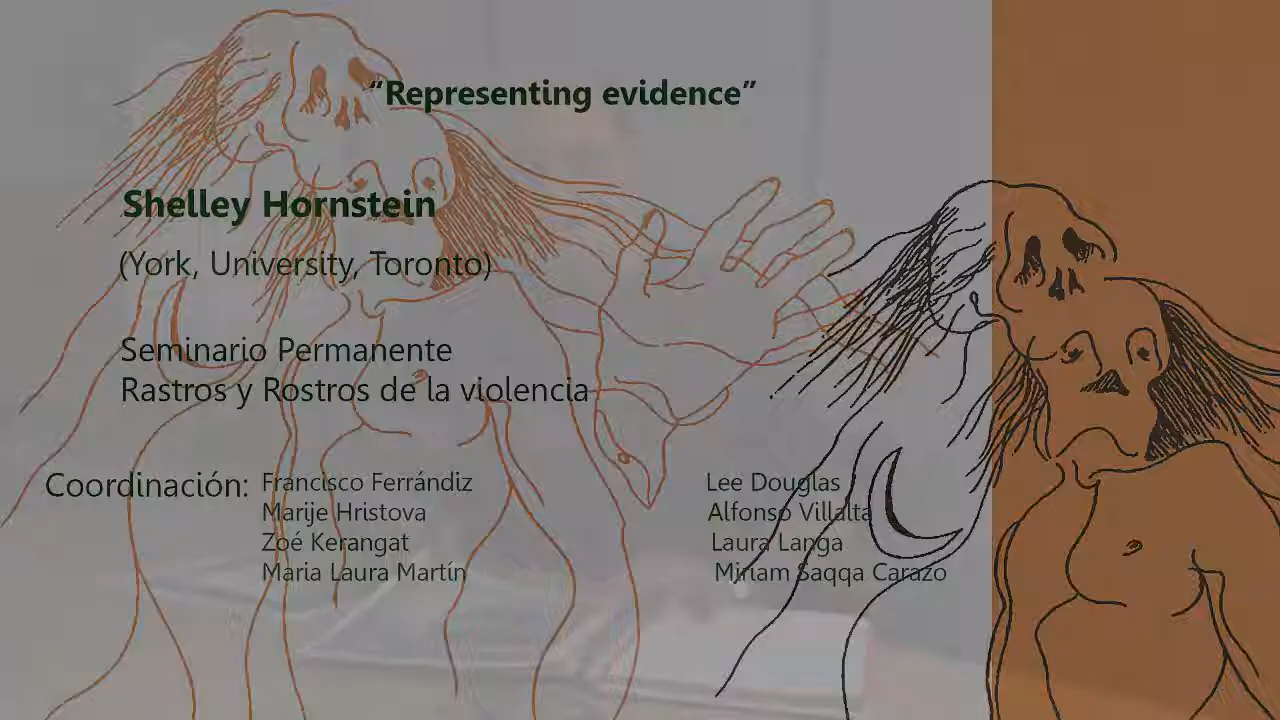 “Representing evidence”
Shelley Hornstein
(York, University, Toronto)
Seminario Permanente
Rastros y Rostros de la violencia
Coordinación:
Francisco Ferrándiz
Marije Hristova
Zoé Kerangat
Maria Laura Martín
Lee Douglas
Alfonso Villalta
Laura Langa
Miriam Saqqa Carazo